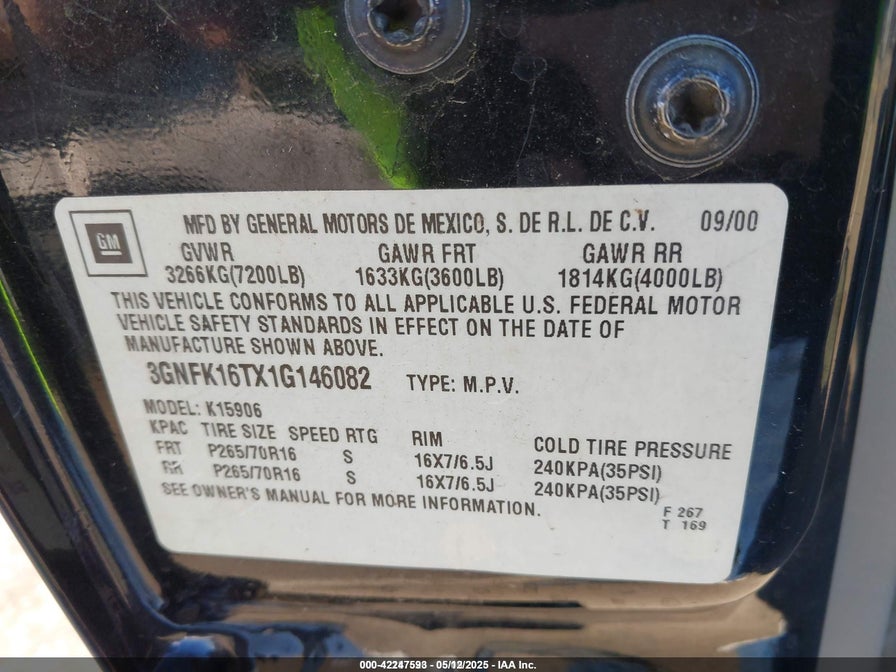 GM
MFD BY GENERAL MOTORS DE MEXICO, S. DE R.L. DE C.V. 09/00
GVWR GAWR FRT GAWR RR
3266KG(7200LB) 1633KG(3600LB) 1814KG(4000LB)
THIS VEHICLE CONFORMS TO ALL APPLICABLE U.S. FEDERAL MOTOR
VEHICLE SAFETY STANDARDS IN EFFECT ON THE DATE OF
MANUFACTURE SHOWN ABOVE.
3GNFK16TX1G146082 TYPE: M.P.V.
MODEL: K15906
KPAC TIRE SIZE SPEED RTG RIM COLD TIRE PRESSURE
FRT P265/70R16 S 16X7/6.5J 240KPA(35PSI)
RR P265/70R16 S 16X7/6.5J 240KPA(35PSI)
SEE OWNER'S MANUAL FOR MORE INFORMATION.
F 267
T 169
000-42247593 - 05/12/2025 - IAA Inc.